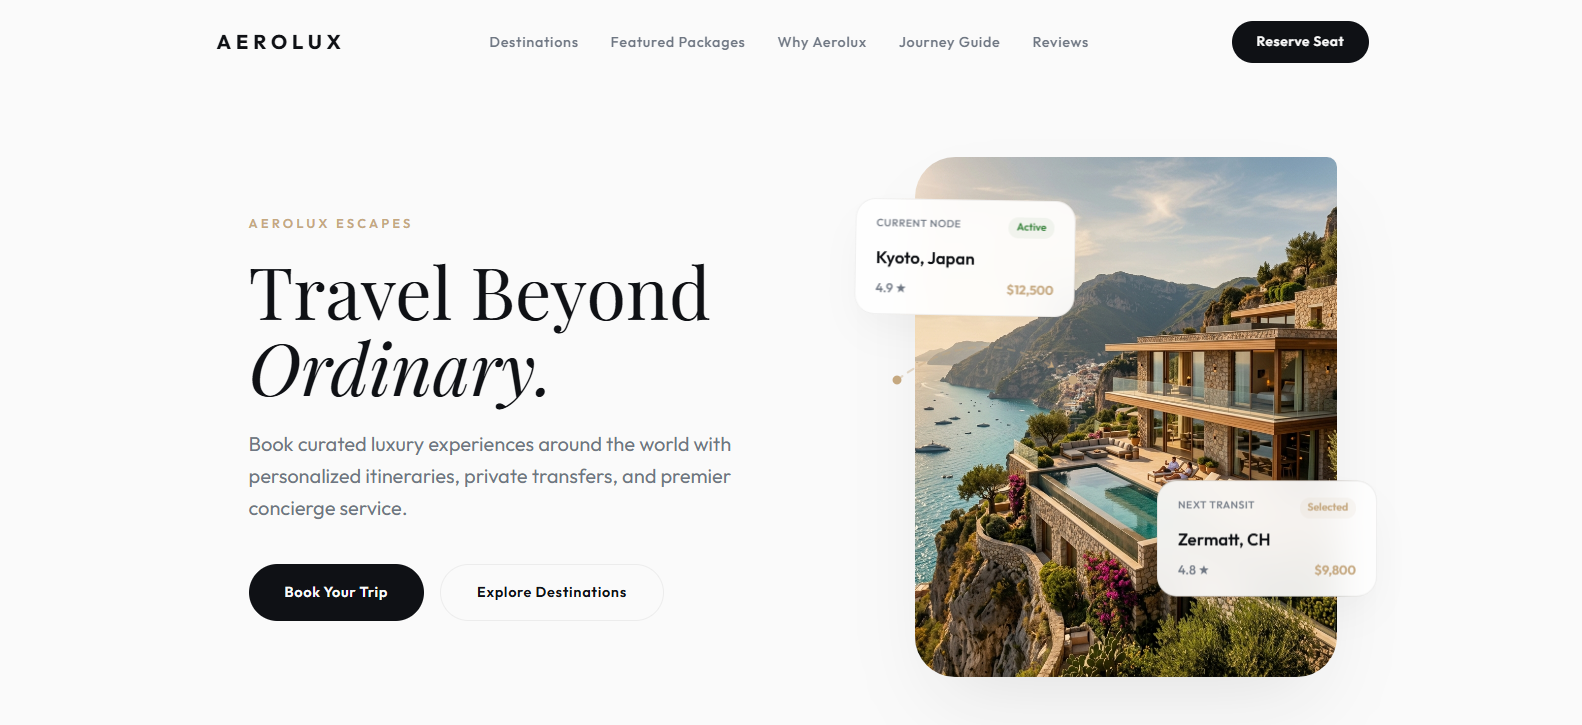 AEROLUX
Destinations
Featured Packages
Why Aerolux
Journey Guide
Reviews
Reserve Seat
AEROLUX ESCAPES
Travel Beyond
Ordinary.
Book curated luxury experiences around the world with
personalized itineraries, private transfers, and premier
concierge service.
Book Your Trip
Explore Destinations
CURRENT NODE
Active
Kyoto, Japan
4.9 ★
$12,500
NEXT TRANSIT
Selected
Zermatt, CH
4.8 ★
$9,800